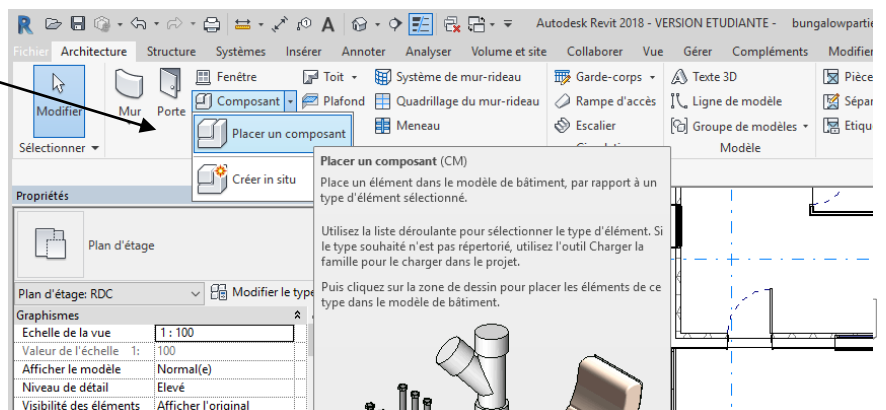 Autodesk Revit 2018 - VERSION ETUDIANTE - bungalowpartie
Fichier Architecture Structure Systèmes Insérer Annoter Analyser Volume et site Collaborer Vue Gérer Compléments Modifier
Modifier
Mur
Porte
Fenêtre
Composant
Toit
Plafond
Système de mur-rideau
Quadrillage du mur-rideau
Meneau
Garde-corps
Rampe d'accès
Escalier
Texte 3D
Ligne de modèle
Groupe de modèles
Pièce
Sépar
Etique
Sélectionner
Modèle
Placer un composant
Créer in situ
Placer un composant (CM)
Place un élément dans le modèle de bâtiment, par rapport à un
type d'élément sélectionné.
Utilisez la liste déroulante pour sélectionner le type d'élément. Si
le type souhaité n'est pas répertorié, utilisez l'outil Charger la
famille pour le charger dans le projet.
Puis cliquez sur la zone de dessin pour placer les éléments de ce
type dans le modèle de bâtiment.
Propriétés
Plan d'étage
Plan d'étage: RDC
Modifier le type
Graphismes
Echelle de la vue 1 : 100
Valeur de l'échelle 1: 100
Afficher le modèle Normal(e)
Niveau de détail Elevé
Visibilité des éléments Afficher l'original